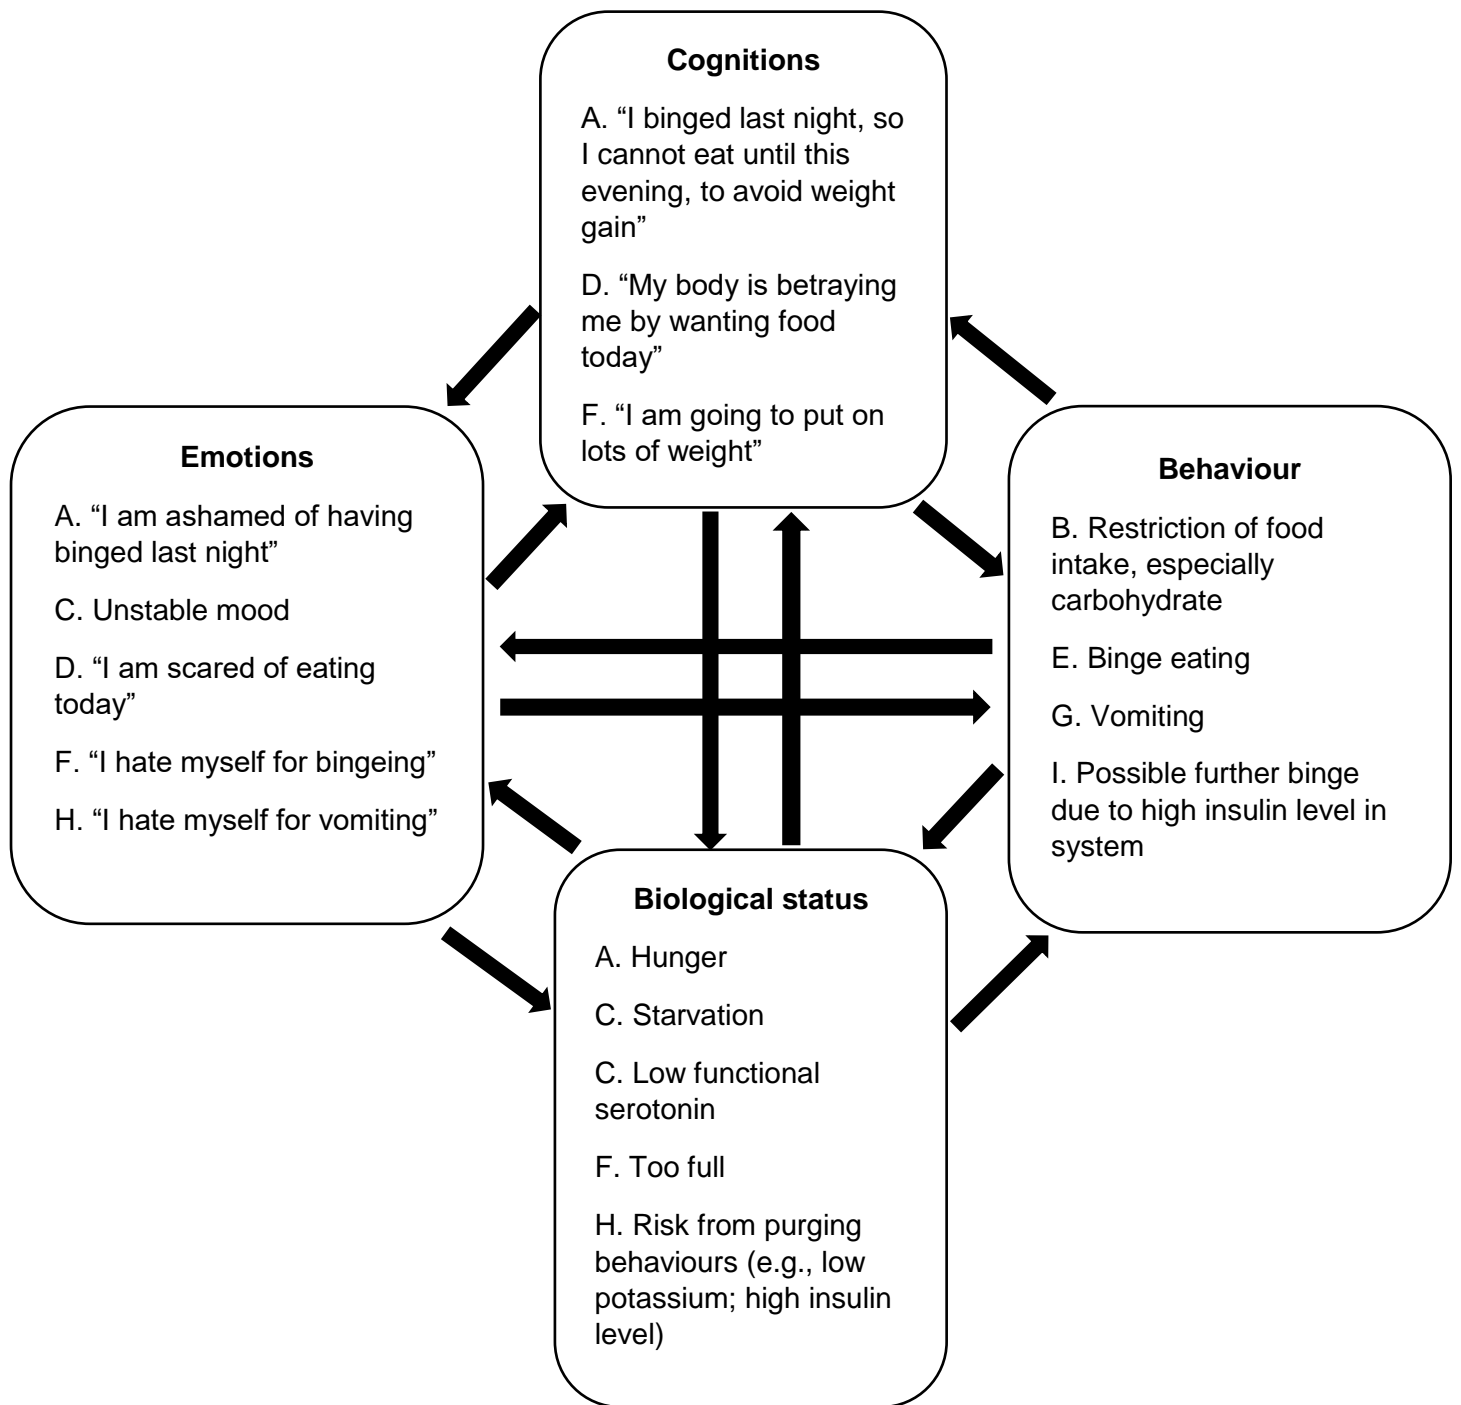 Cognitions
A. “I binged last night, so
I cannot eat until this
evening, to avoid weight
gain”
D. “My body is betraying
me by wanting food
today”
F. “I am going to put on
lots of weight”
Emotions
A. “I am ashamed of having
binged last night”
C. Unstable mood
D. “I am scared of eating
today”
F. “I hate myself for bingeing”
H. “I hate myself for vomiting”
Behaviour
B. Restriction of food
intake, especially
carbohydrate
E. Binge eating
G. Vomiting
I. Possible further binge
due to high insulin level in
system
Biological status
A. Hunger
C. Starvation
C. Low functional
serotonin
F. Too full
H. Risk from purging
behaviours (e.g., low
potassium; high insulin
level)